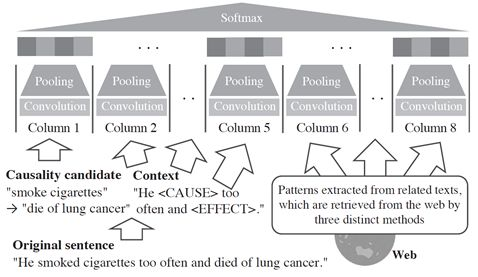 Softmax
... ...
Pooling Pooling Pooling Pooling Pooling
Convolution Convolution Convolution Convolution Convolution
Column 1 Column 2 .. Column 5 Column 6 .. Column 8
Causality candidate
"smoke cigarettes"
→ "die of lung cancer"
Context
"He <CAUSE> too
often and <EFFECT>."
Patterns extracted from related texts,
which are retrieved from the web by
three distinct methods
Original sentence
"He smoked cigarettes too often and died of lung cancer."
Web